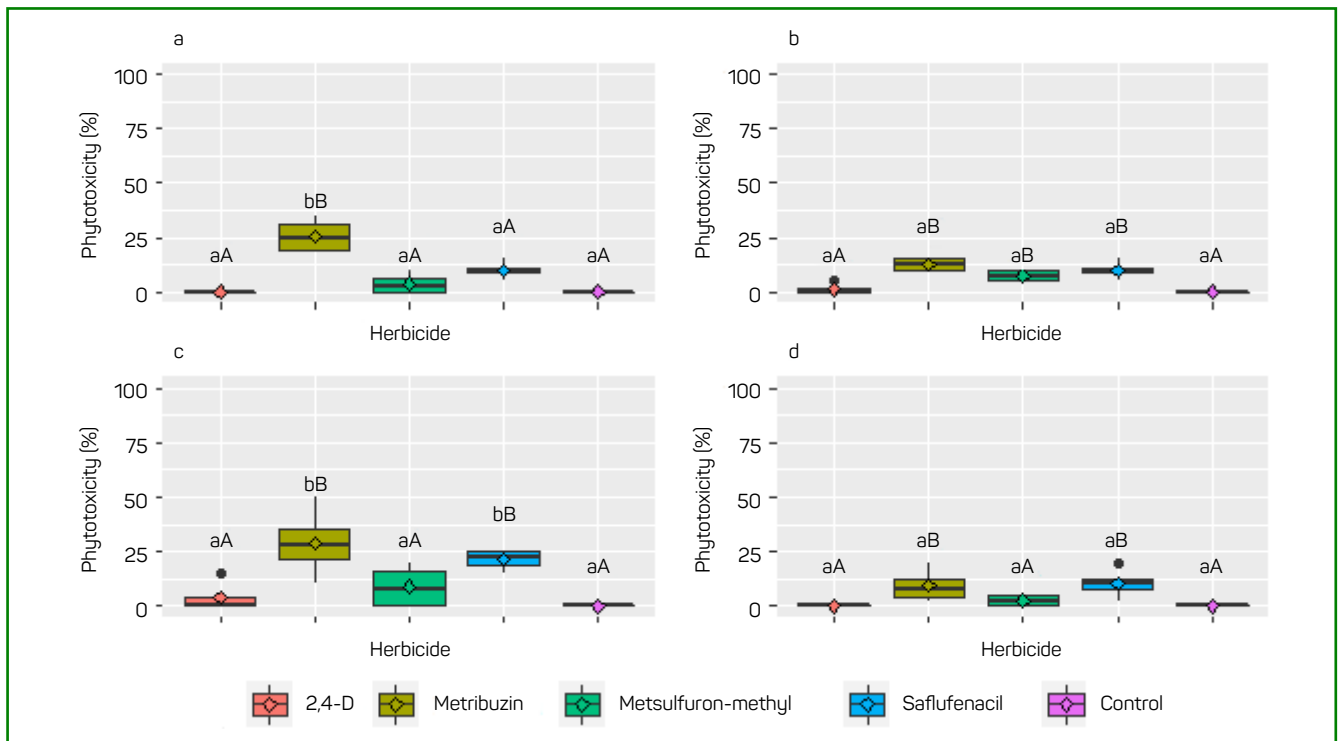 a
100
75
50
25
0
Phytotoxicity (%)
aA
bB
aA
aA
aA
Herbicide
b
100
75
50
25
0
Phytotoxicity (%)
aA
aB
aB
aB
aA
Herbicide
c
100
75
50
25
0
Phytotoxicity (%)
aA
bB
aA
bB
aA
Herbicide
d
100
75
50
25
0
Phytotoxicity (%)
aA
aB
aA
aB
aA
Herbicide
2,4-D Metribuzin Metsulfuron-methyl Saflufenacil Control